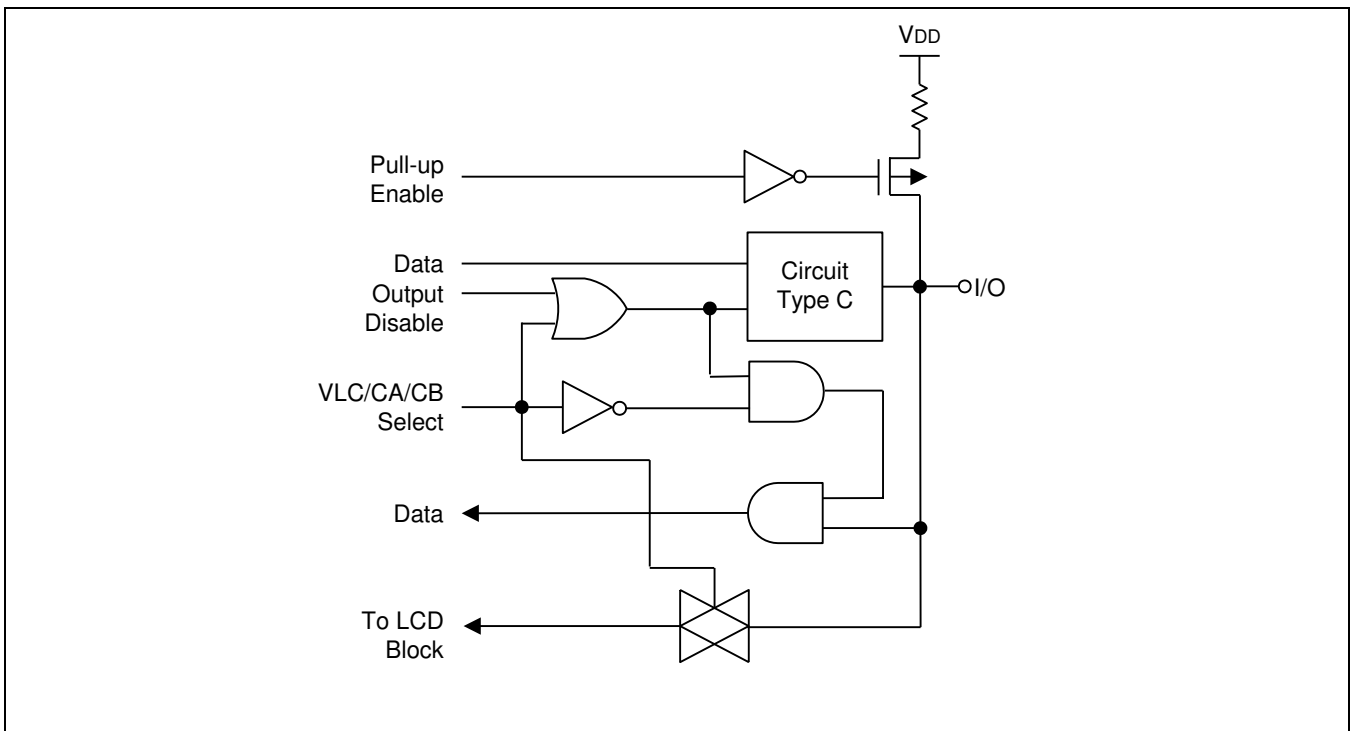 VDD
Pull-up
Enable
Data
Output
Disable
Circuit
Type C
I/O
VLC/CA/CB
Select
Data
To LCD
Block